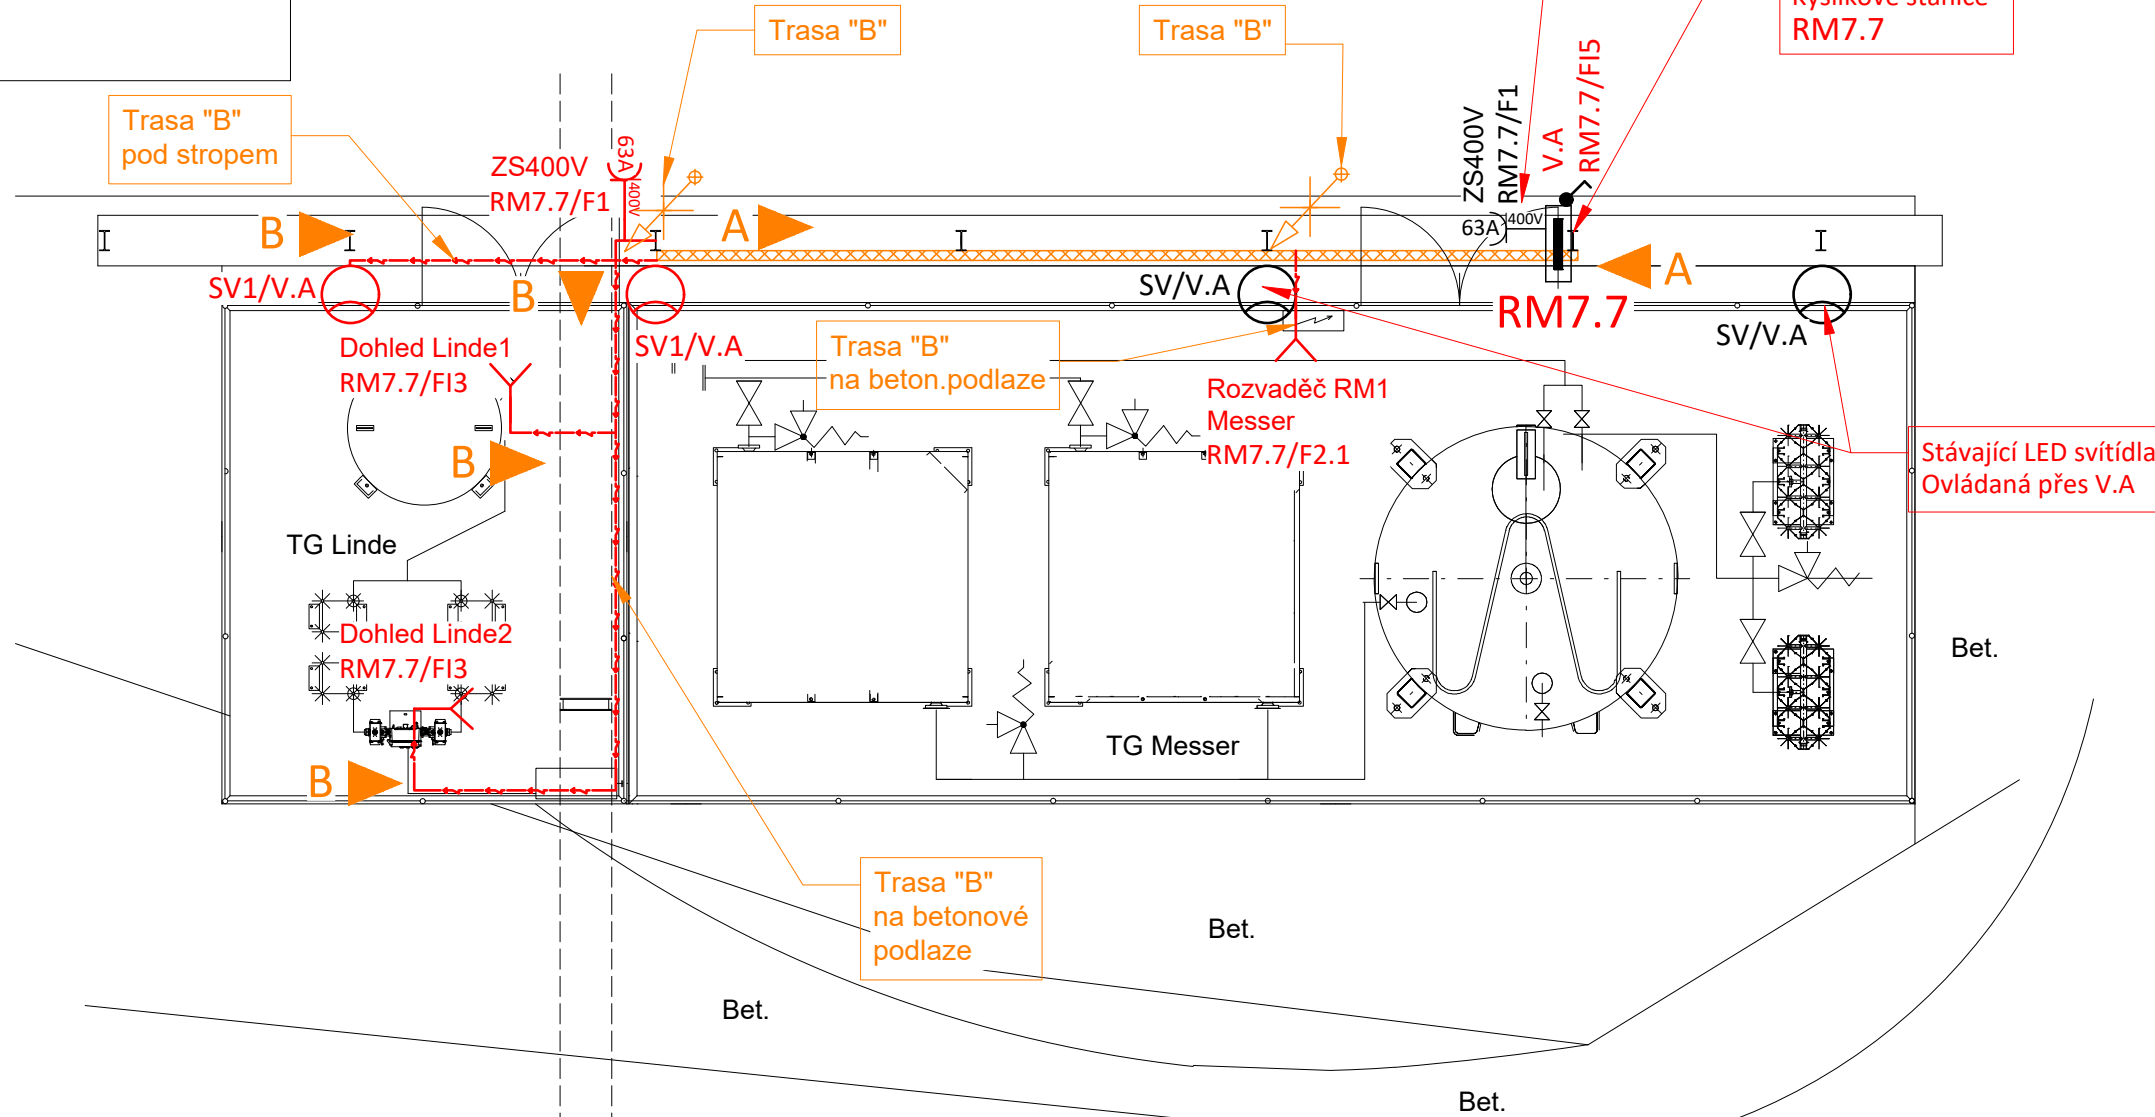 Trasa "B"
Trasa "B"
Kyslíkové stanice
RM7.7
Trasa "B"
pod stropem
ZS400V
RM7.7/F1
63A
400V
ZS400V
RM7.7/F1
V.A
RM7.7/FI5
63A
400V
B
A
A
B
SV1/V.A
SV1/V.A
SV/V.A
RM7.7
SV/V.A
Dohled Linde1
RM7.7/FI3
Trasa "B"
na beton.podlaze
Rozvaděč RM1
Messer
RM7.7/F2.1
B
Stávající LED svítidla
Ovládaná přes V.A
TG Linde
Dohled Linde2
RM7.7/FI3
Bet.
TG Messer
B
Trasa "B"
na betonové
podlaze
Bet.
Bet.
Bet.